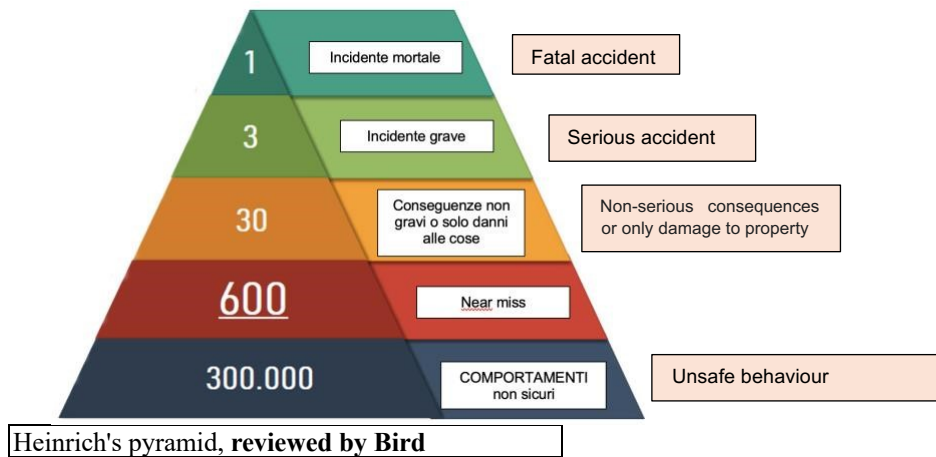 1
Incidente mortale
Fatal accident
3
Incidente grave
Serious accident
30
Conseguenze non
gravi o solo danni
alle cose
Non-serious consequences
or only damage to property
600
Near miss
300.000
COMPORTAMENTI
non sicuri
Unsafe behaviour
Heinrich's pyramid, reviewed by Bird